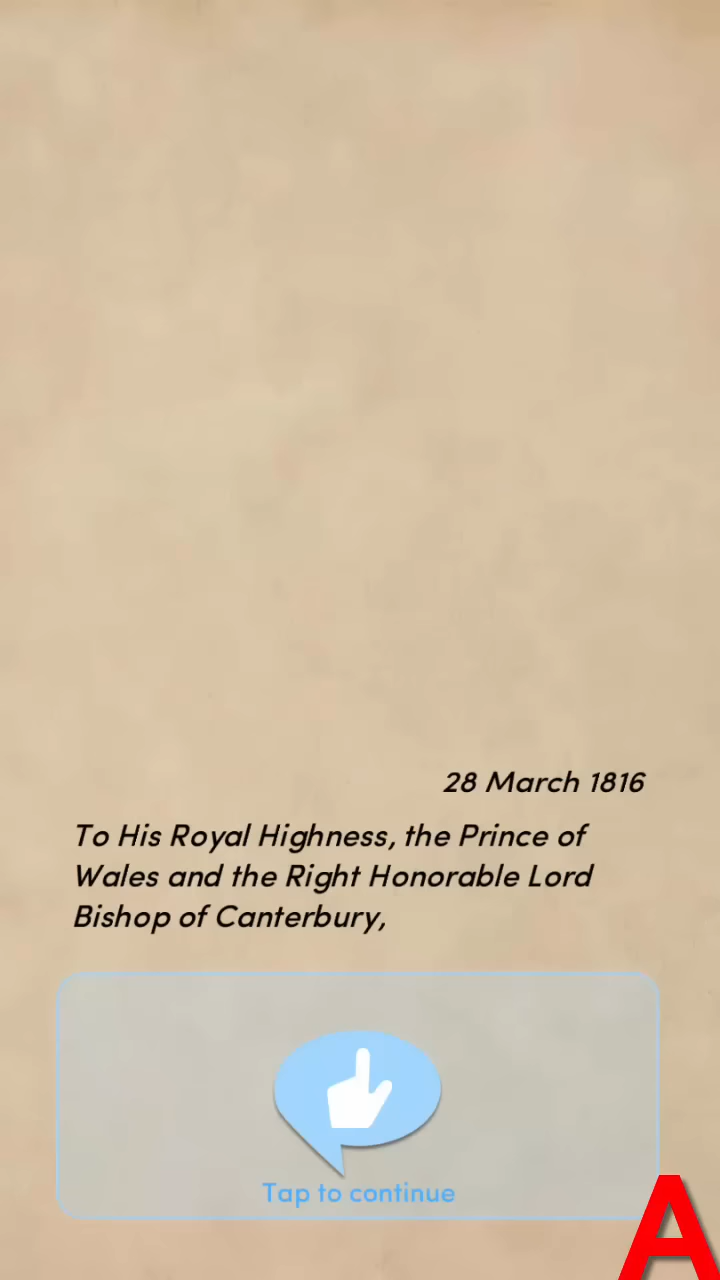 28 March 1816
To His Royal Highness, the Prince of
Wales and the Right Honorable Lord
Bishop of Canterbury,
Tap to continue
A